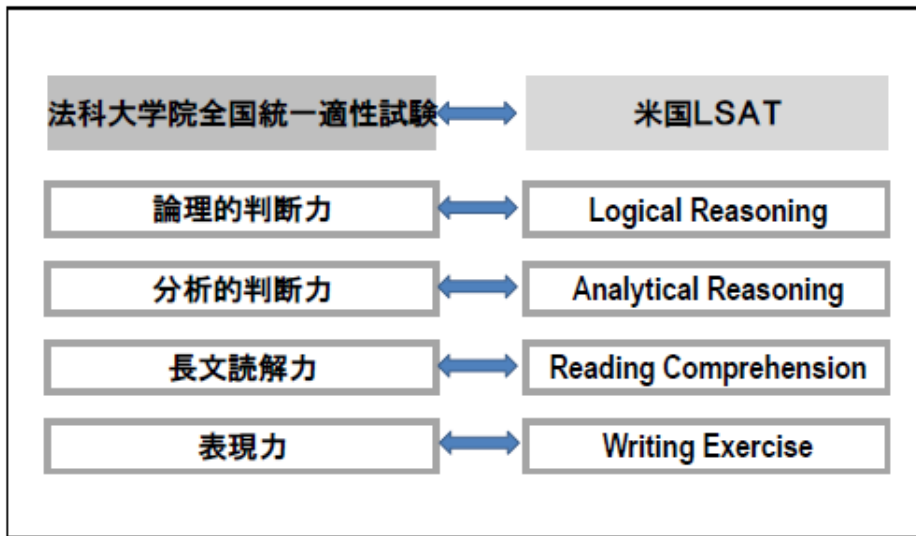 法科大学院全国統一適性試験 米国LSAT
論理的判断力 Logical Reasoning
分析的判断力 Analytical Reasoning
長文読解力 Reading Comprehension
表現力 Writing Exercise